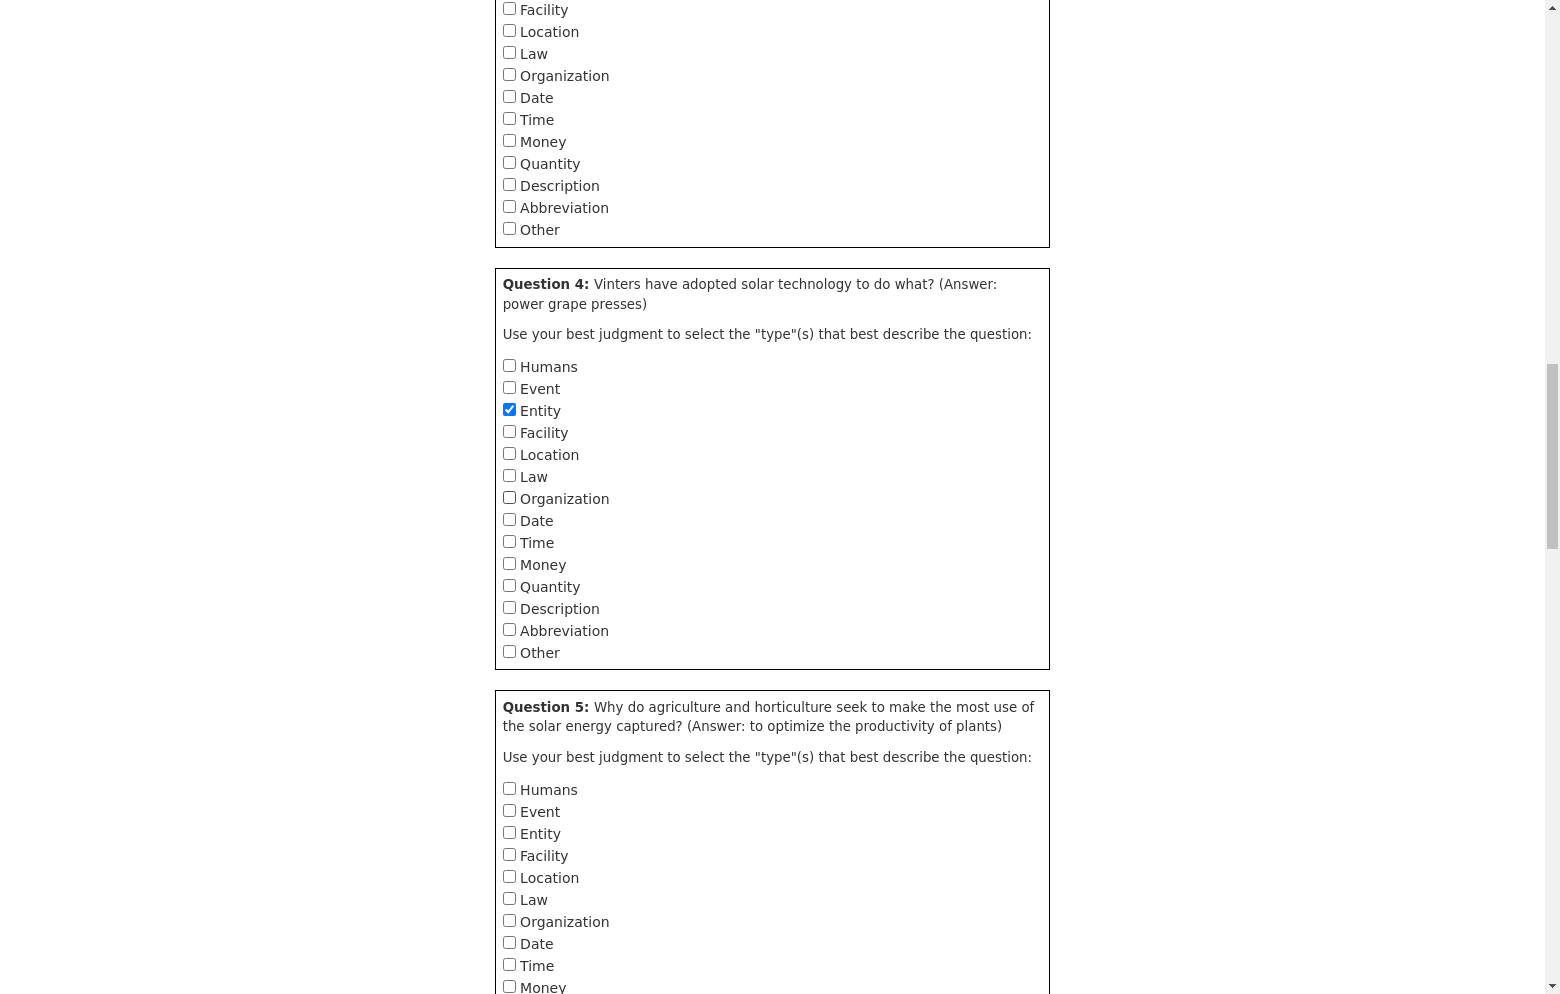 Facility
Location
Law
Organization
Date
Time
Money
Quantity
Description
Abbreviation
Other
Question 4: Vinters have adopted solar technology to do what? (Answer:
power grape presses)
Use your best judgment to select the "type"(s) that best describe the question:
Humans
Event
Entity
Facility
Location
Law
Organization
Date
Time
Money
Quantity
Description
Abbreviation
Other
Question 5: Why do agriculture and horticulture seek to make the most use of
the solar energy captured? (Answer: to optimize the productivity of plants)
Use your best judgment to select the "type"(s) that best describe the question:
Humans
Event
Entity
Facility
Location
Law
Organization
Date
Time
Money